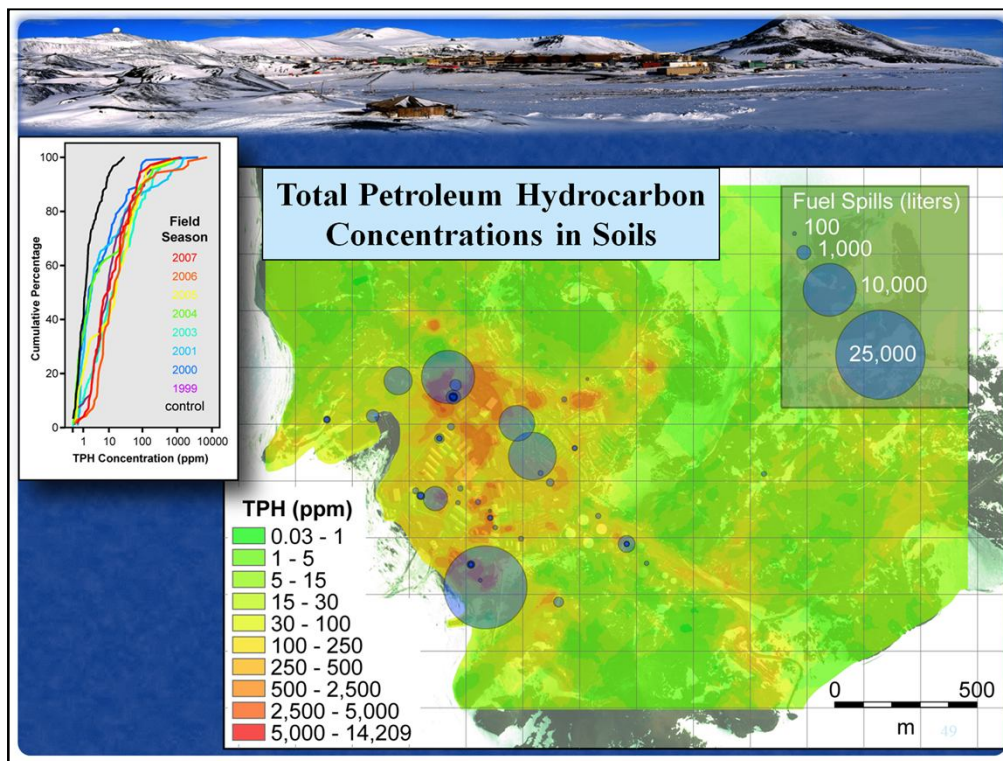 Total Petroleum Hydrocarbon
Concentrations in Soils
100
80
60
40
20
0
Cumulative Percentage
Field
Season
2007
2006
2005
2004
2003
2001
2000
1999
control
1
10
100
1000
10000
TPH Concentration (ppm)
Fuel Spills (liters)
100
1,000
10,000
25,000
TPH (ppm)
0.03 - 1
1 - 5
5 - 15
15 - 30
30 - 100
100 - 250
250 - 500
500 - 2,500
2,500 - 5,000
5,000 - 14,209
0 500
m
49